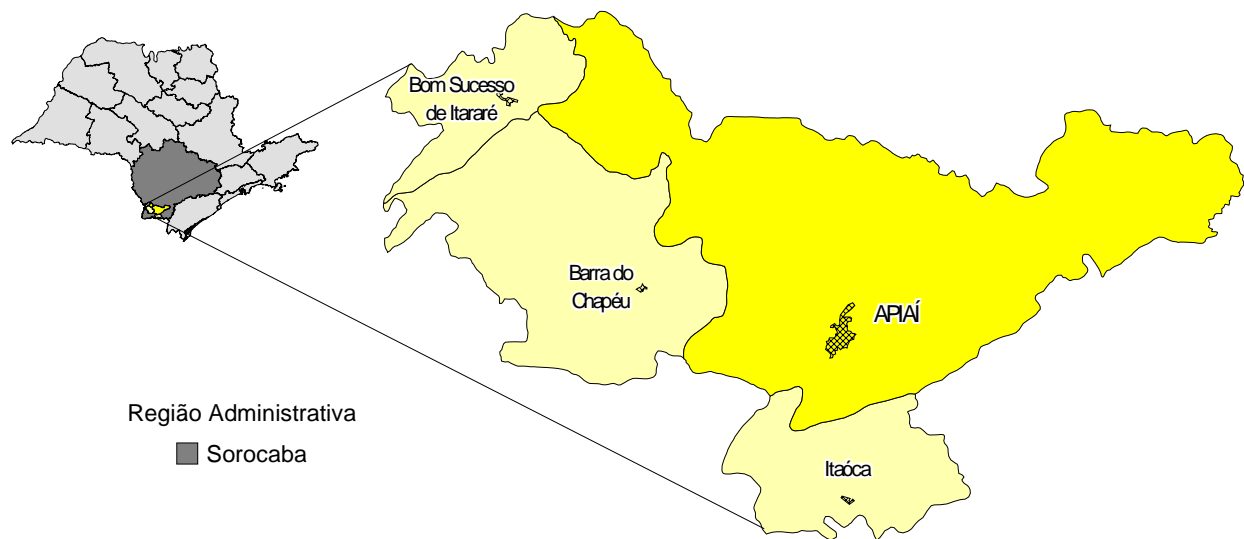 Bom Sucesso
de Itararé
Barra do
Chapéu
APIAÍ
Região Administrativa
Sorocaba
Itaóca